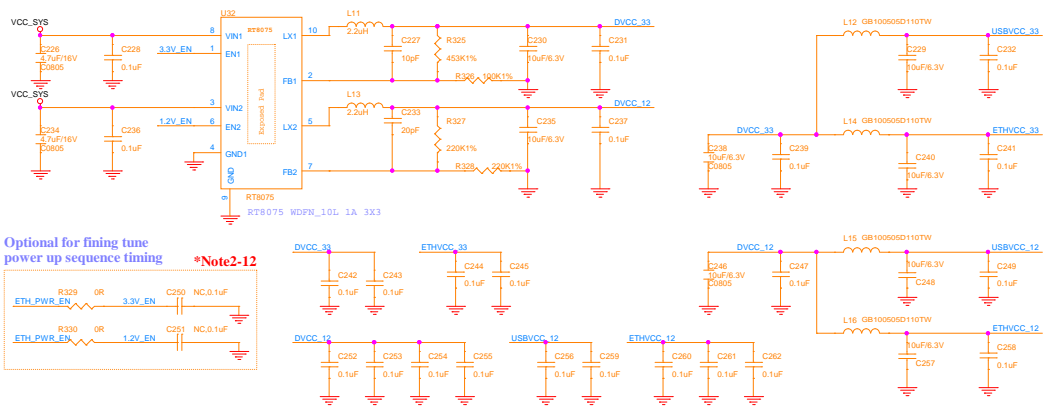 VCC_SYS
C226
4.7uF/16V
C0805
C228
0.1uF
3.3V_EN
VCC_SYS
C234
4.7uF/16V
C0805
C236
0.1uF
1.2V_EN
U32
RT8075
8 VIN1 LX1 10
1 EN1
FB1 2
3 VIN2
6 EN2 LX2 5
4 GND1
FB2 7
GND
9
Exposed Pad
RT8075
RT8075 WDFN_10L 1A 3X3
L11
2.2uH
DVCC_33
C227
10pF
R325
453K1%
R326 100K1%
C230
10uF/6.3V
C231
0.1uF
L13
2.2uH
DVCC_12
C233
20pF
R327
220K1%
R328 220K1%
C235
10uF/6.3V
C237
0.1uF
L12 GB100505D110TW
USBVCC_33
C229
10uF/6.3V
C232
0.1uF
DVCC_33
C238
10uF/6.3V
C0805
C239
0.1uF
L14 GB100505D110TW
ETHVCC_33
C240
10uF/6.3V
C241
0.1uF
Optional for fining tune
power up sequence timing
*Note2-12
R329 0R
ETH_PWR_EN
3.3V_EN
C250 NC,0.1uF
R330 0R
ETH_PWR_EN
1.2V_EN
C251 NC,0.1uF
DVCC_33
C242
0.1uF
C243
0.1uF
ETHVCC_33
C244
0.1uF
C245
0.1uF
DVCC_12
C246
10uF/6.3V
C0805
C247
0.1uF
L15 GB100505D110TW
USBVCC_12
10uF/6.3V
C248
C249
0.1uF
L16 GB100505D110TW
ETHVCC_12
10uF/6.3V
C257
C258
0.1uF
DVCC_12
C252
0.1uF
C253
0.1uF
C254
0.1uF
C255
0.1uF
USBVCC_12
C256
0.1uF
C259
0.1uF
ETHVCC_12
C260
0.1uF
C261
0.1uF
C262
0.1uF